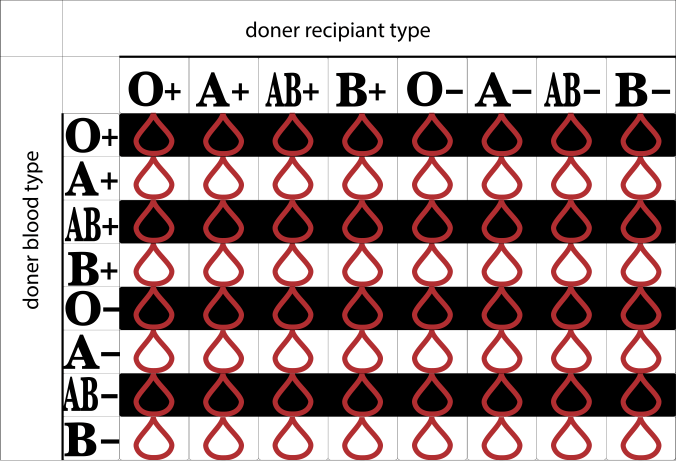 doner recipiant type
O+ A+ AB+ B+ O− A− AB− B−
doner blood type
O+
A+
AB+
B+
O−
A−
AB−
B−